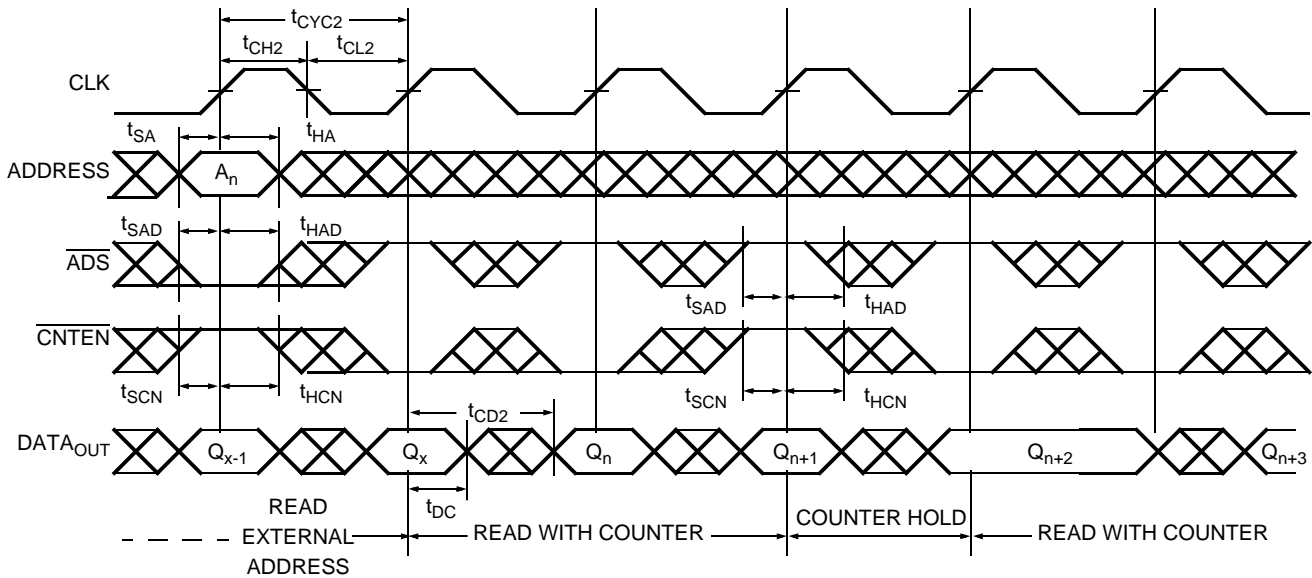 tCYC2
tCH2 tCL2
CLK
tSA tHA
ADDRESS An
tSAD tHAD
ADS
tSAD tHAD
CNTEN
tSCN tHCN tSCN tHCN
tCD2
DATAOUT Qx-1 Qx Qn Qn+1 Qn+2 Qn+3
tDC
READ
EXTERNAL
ADDRESS
READ WITH COUNTER
COUNTER HOLD
READ WITH COUNTER